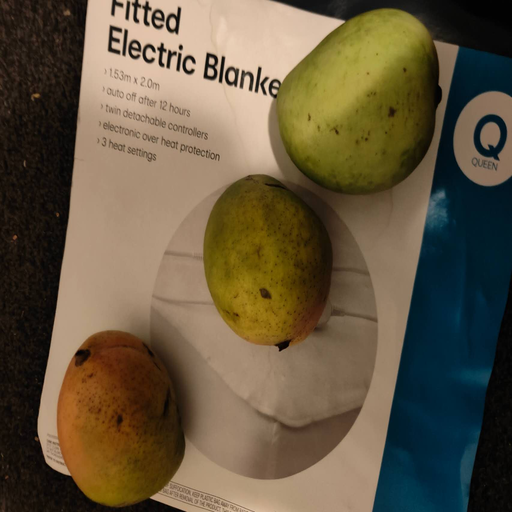 Fitted
Electric Blanke
› 1.53m x 2.0m
› auto off after 12 hours
› twin detachable controllers
› electronic over heat protection
› 3 heat settings
Q
QUEEN